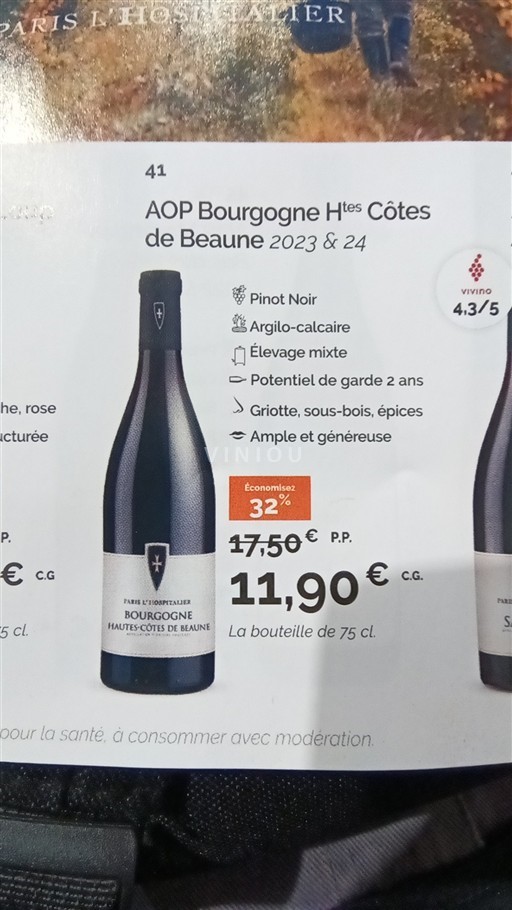 PARIS L'HOSPITALIER
41
AOP Bourgogne Htes Côtes
de Beaune 2023 & 24
VIVINO
4,3/5
Pinot Noir
Argilo-calcaire
Élevage mixte
Potentiel de garde 2 ans
he, rose
Griotte, sous-bois, épices
ucturée
Ample et généreuse
VINIOU
Économisez
32%
P.
17,50€ P.P.
€ C.G
11,90€ C.G.
5 cl.
La bouteille de 75 cl.
PARIS L'HOSPITALIER
BOURGOGNE
HAUTES-CÔTES DE BEAUNE
pour la santé, à consommer avec modération.